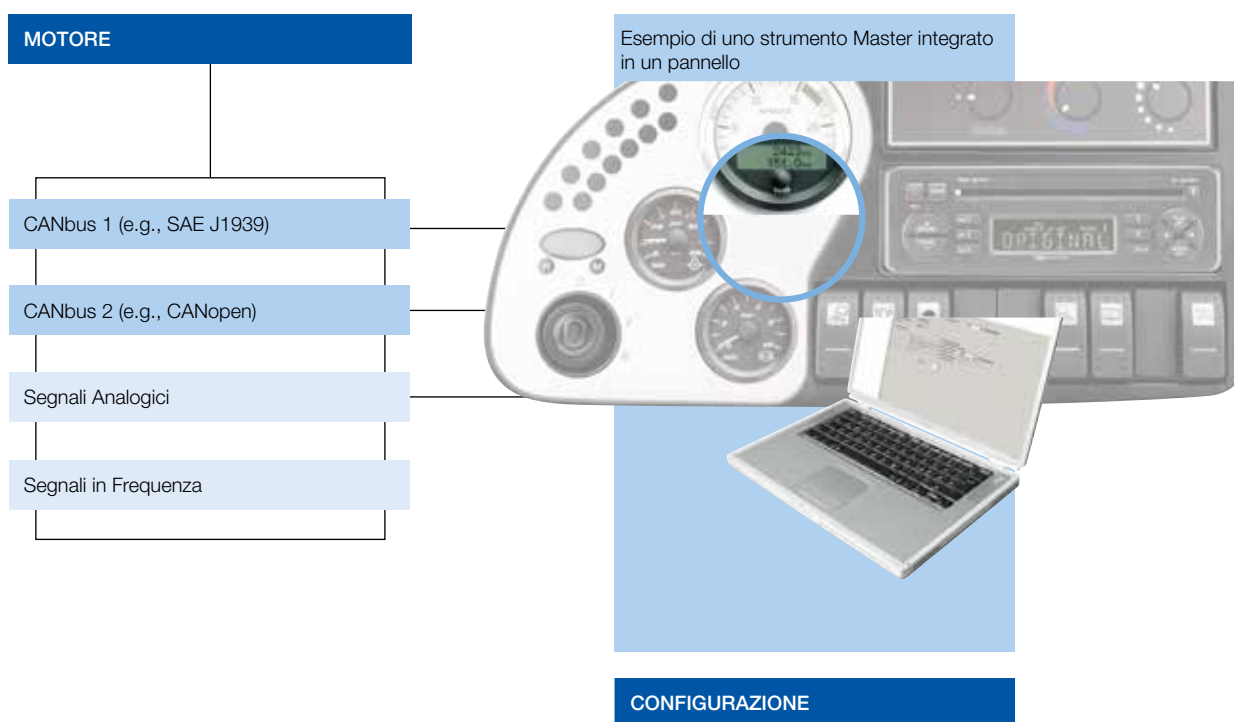 MOTORE
Esempio di uno strumento Master integrato
in un pannello
CANbus 1 (e.g., SAE J1939)
CANbus 2 (e.g., CANopen)
Segnali Analogici
Segnali in Frequenza
ORIGINAL
CONFIGURAZIONE